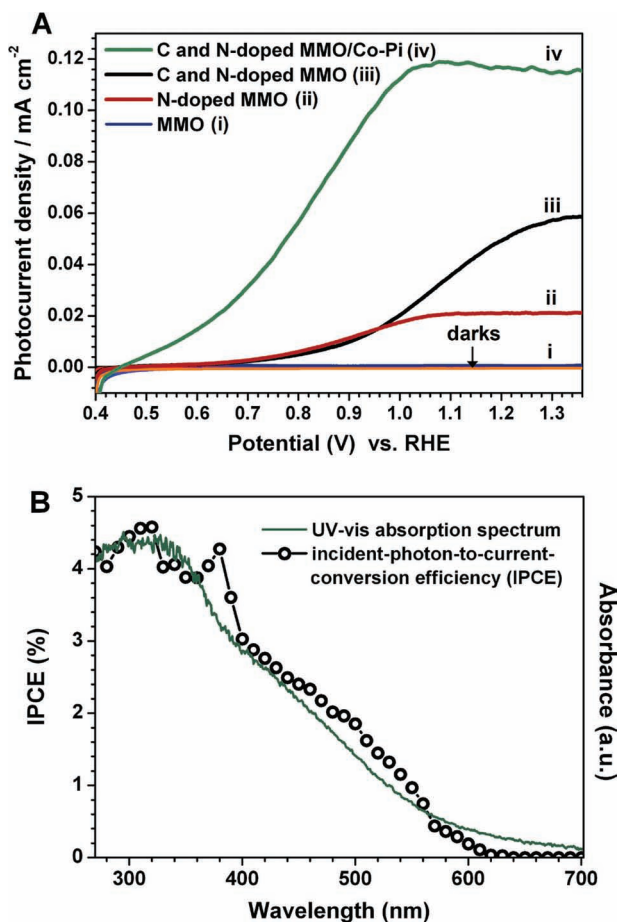 A
C and N-doped MMO/Co-Pi (iv)
C and N-doped MMO (iii)
N-doped MMO (ii)
MMO (i)
iv
iii
ii
darks
i
Photocurrent density / mA cm⁻²
0.12
0.10
0.08
0.06
0.04
0.02
0.00
0.4 0.5 0.6 0.7 0.8 0.9 1.0 1.1 1.2 1.3
Potential (V) vs. RHE
B
UV-vis absorption spectrum
incident-photon-to-current-
conversion efficiency (IPCE)
IPCE (%)
5
4
3
2
1
0
Absorbance (a.u.)
300 400 500 600 700
Wavelength (nm)